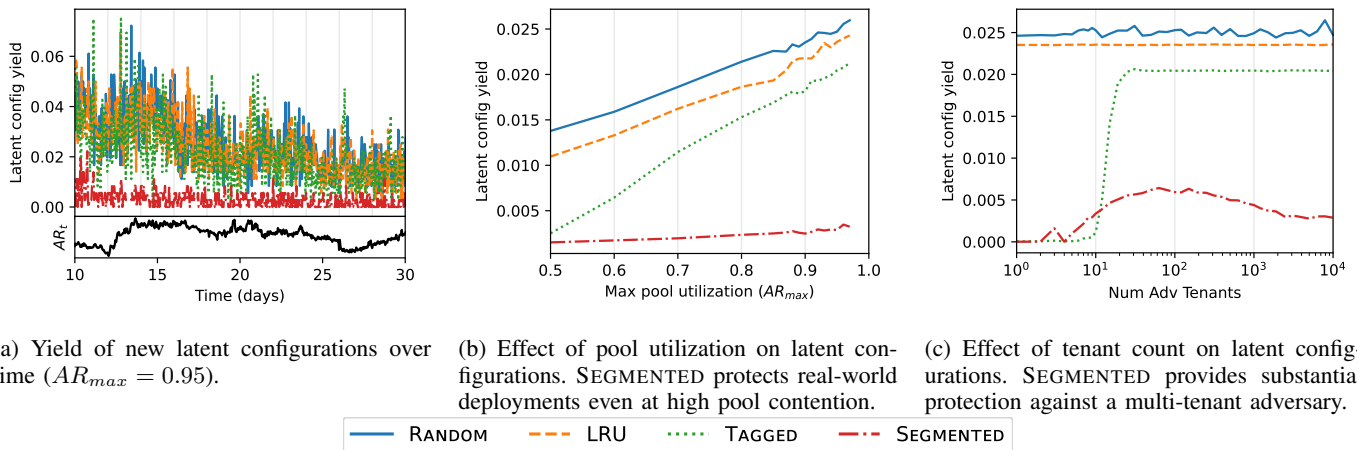 0.06
0.04
0.02
0.00
Latent config yield
AR_t
10
15
20
25
30
Time (days)
0.025
0.020
0.015
0.010
0.005
Latent config yield
0.5
0.6
0.7
0.8
0.9
1.0
Max pool utilization (AR_max)
0.025
0.020
0.015
0.010
0.005
0.000
Latent config yield
10^0
10^1
10^2
10^3
10^4
Num Adv Tenants
a) Yield of new latent configurations over
ime (AR_max = 0.95).
(b) Effect of pool utilization on latent con-
figurations. SEGMENTED protects real-world
deployments even at high pool contention.
(c) Effect of tenant count on latent config-
urations. SEGMENTED provides substantia
protection against a multi-tenant adversary.
RANDOM LRU TAGGED SEGMENTED